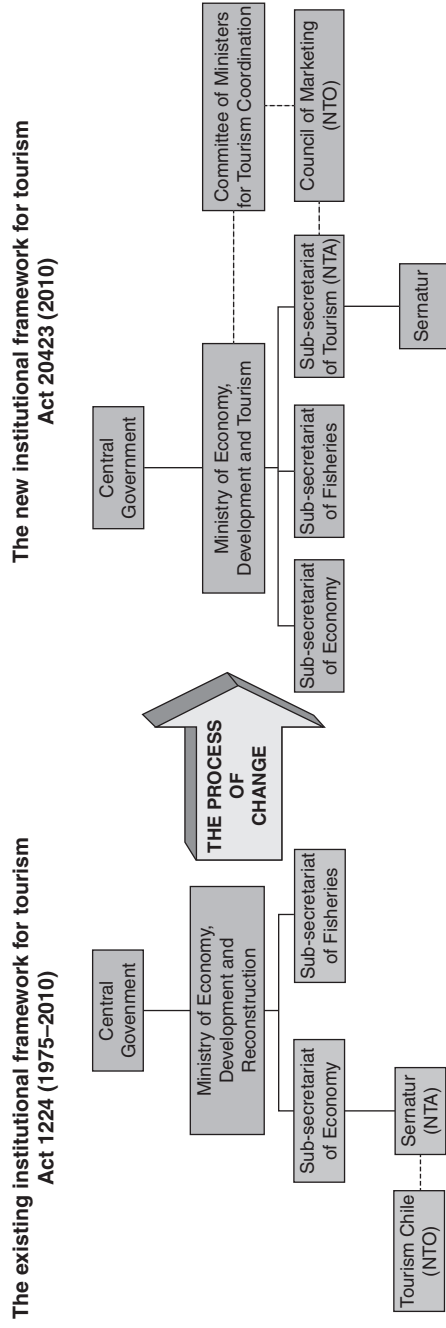 The existing institutional framework for tourism
Act 1224 (1975–2010)
Central
Govenment
Ministry of Economy,
Development and
Reconstruction
Sub-secretariat
of Economy
Sub-secretariat
of Fisheries
Tourism Chile
(NTO)
Sernatur
(NTA)
THE PROCESS
OF
CHANGE
The new institutional framework for tourism
Act 20423 (2010)
Central
Government
Ministry of Economy,
Development and Tourism
Committee of Ministers
for Tourism Coordination
Sub-secretariat
of Economy
Sub-secretariat
of Fisheries
Sub-secretariat
of Tourism (NTA)
Council of Marketing
(NTO)
Sernatur